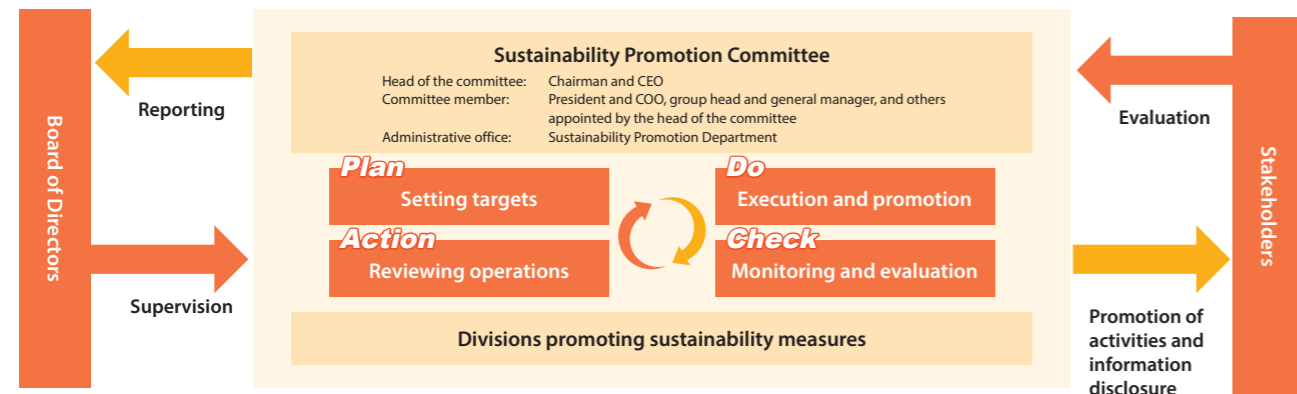 Board of Directors
Reporting
Supervision
Sustainability Promotion Committee
Head of the committee: Chairman and CEO
Committee member: President and COO, group head and general manager, and others
appointed by the head of the committee
Administrative office: Sustainability Promotion Department
Plan
Setting targets
Do
Execution and promotion
Action
Reviewing operations
Check
Monitoring and evaluation
Divisions promoting sustainability measures
Evaluation
Promotion of
activities and
information
disclosure
Stakeholders